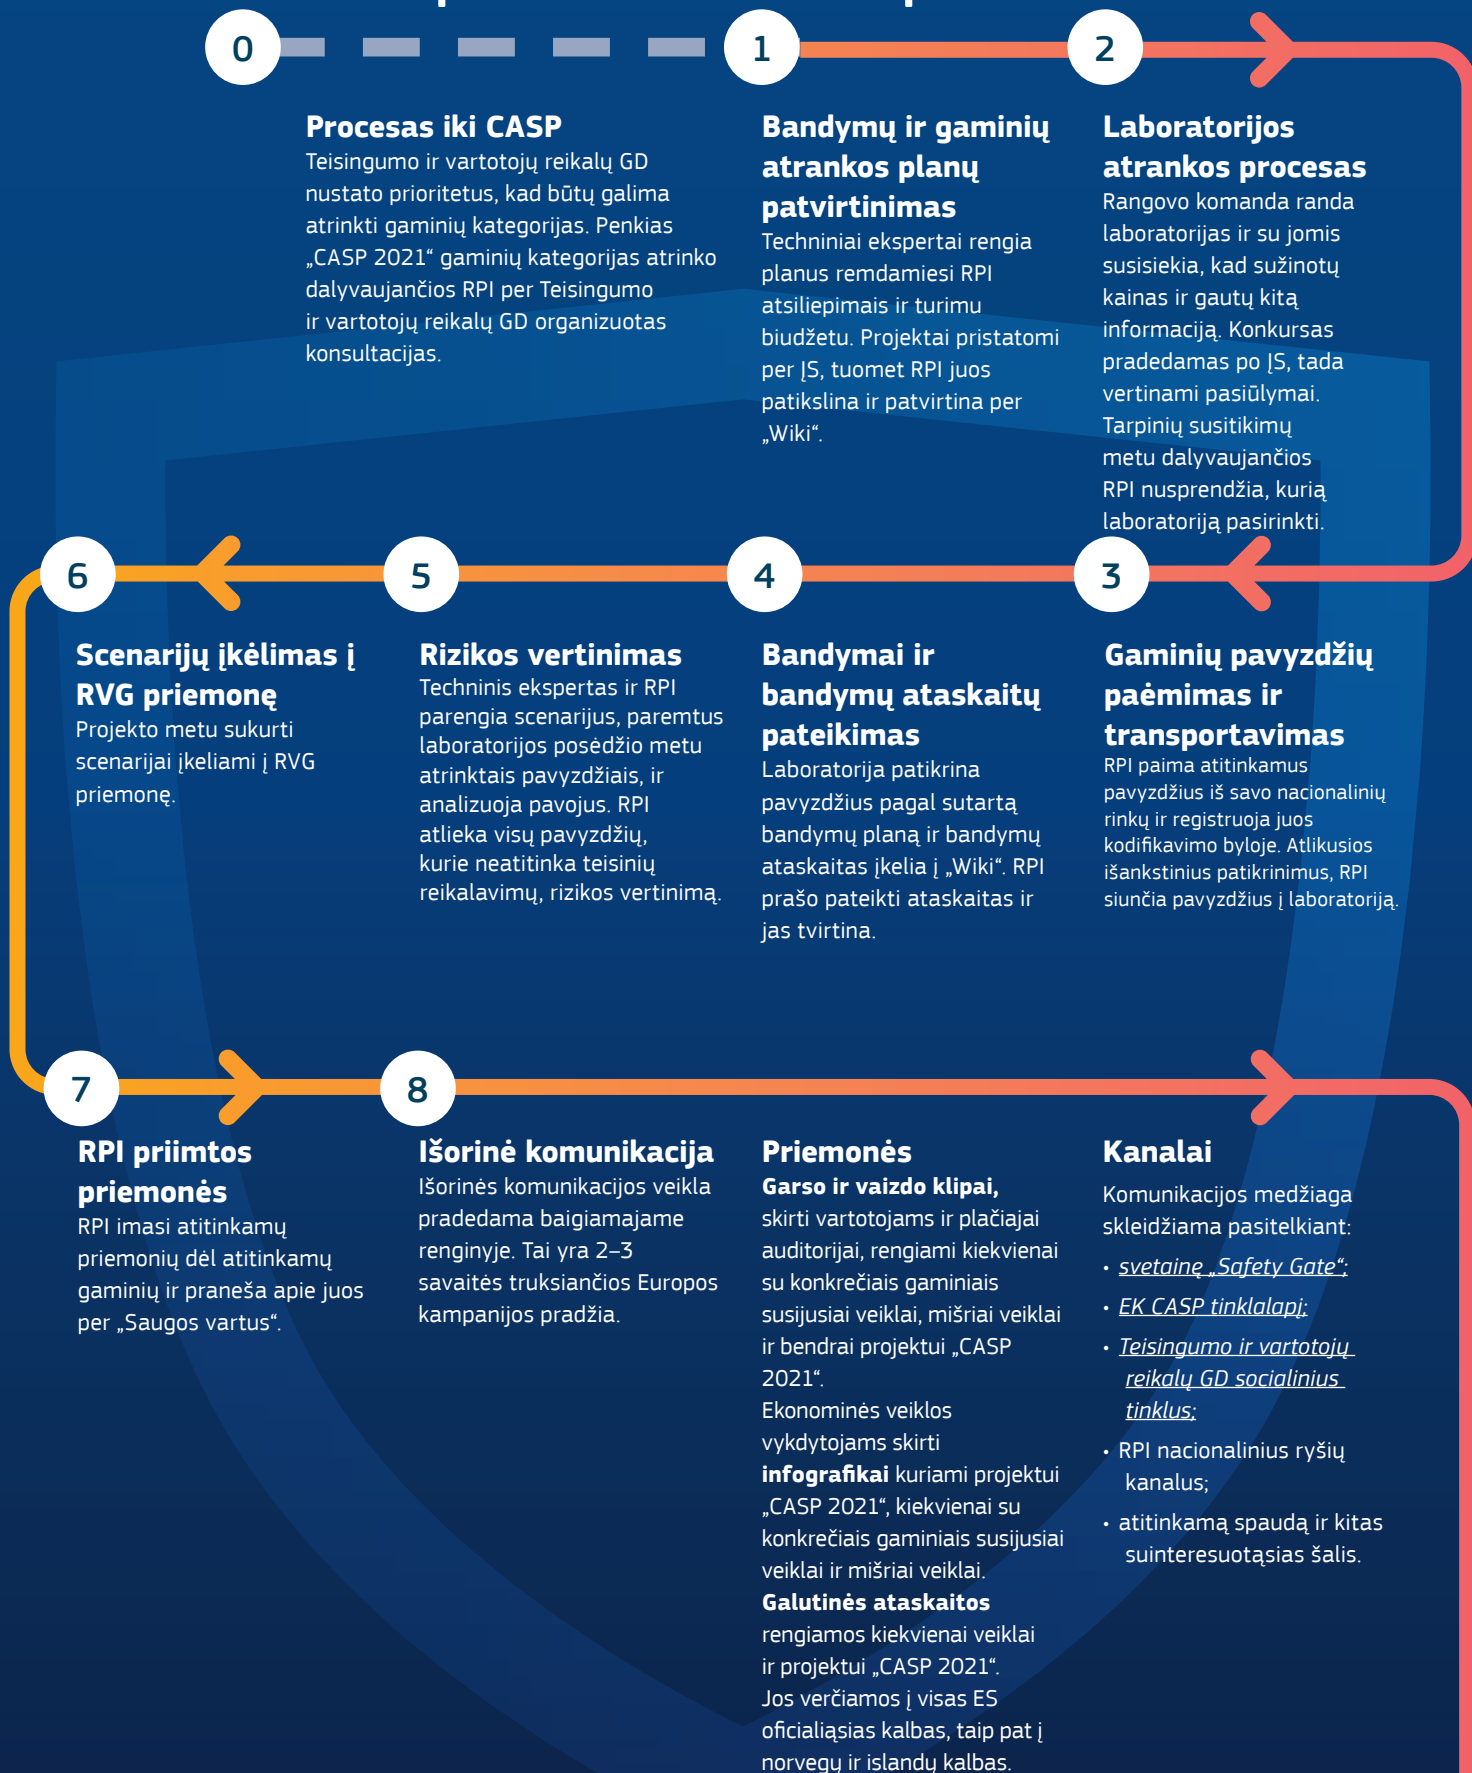 0
1
2
Procesas iki CASP
Teisingumo ir vartotojų reikalų GD
nustato prioritetus, kad būtų galima
atrinkti gaminių kategorijas. Penkias
„CASP 2021“ gaminių kategorijas atrinko
dalyvaujančios RPI per Teisingumo
ir vartotojų reikalų GD organizuotas
konsultacijas.
Bandymų ir gaminių
atrankos planų
patvirtinimas
Techniniai ekspertai rengia
planus remdamiesi RPI
atsiliepimais ir turimu
biudžetu. Projektai pristatomi
per ĮS, tuomet RPI juos
patikslina ir patvirtina per
„Wiki“.
Laboratorijos
atrankos procesas
Rangovo komanda randa
laboratorijas ir su jomis
susisiekia, kad sužinotų
kainas ir gautų kitą
informaciją. Konkursas
pradedamas po ĮS, tada
vertinami pasiūlymai.
Tarpinių susitikimų
metu dalyvaujančios
RPI nusprendžia, kurią
laboratoriją pasirinkti.
6
5
4
3
Scenarijų įkėlimas į
RVG priemonę
Projekto metu sukurti
scenarijai įkeliami į RVG
priemonę.
Rizikos vertinimas
Techninis ekspertas ir RPI
parengia scenarijus, paremtus
laboratorijos posėdžio metu
atrinktais pavyzdžiais, ir
analizuoja pavojus. RPI
atlieka visų pavyzdžių,
kurie neatitinka teisinių
reikalavimų, rizikos vertinimą.
Bandymai ir
bandymų ataskaitų
pateikimas
Laboratorija patikrina
pavyzdžius pagal sutartą
bandymų planą ir bandymų
ataskaitas įkelia į „Wiki“. RPI
prašo pateikti ataskaitas ir
jas tvirtina.
Gaminių pavyzdžių
paėmimas ir
transportavimas
RPI paima atitinkamus
pavyzdžius iš savo nacionalinių
rinkų ir registruoja juos
kodifikavimo byloje. Atlikusios
išankstinius patikrinimus, RPI
siunčia pavyzdžius į laboratoriją.
7
8
RPI priimtos
priemonės
RPI imasi atitinkamų
priemonių dėl atitinkamų
gaminių ir praneša apie juos
per „Saugos vartus“.
Išorinė komunikacija
Išorinės komunikacijos veikla
pradedama baigiamajame
renginyje. Tai yra 2–3
savaitės truksiančios Europos
kampanijos pradžia.
Priemonės
Garso ir vaizdo klipai,
skirti vartotojams ir plačiajai
auditorijai, rengiami kiekvienai
su konkrečiais gaminiais
susijusiai veiklai, mišriai veiklai
ir bendrai projektui „CASP
2021“.
Ekonominės veiklos
vykdytojams skirti
infografikai kuriami projektui
„CASP 2021“, kiekvienai su
konkrečiais gaminiais susijusiai
veiklai ir mišriai veiklai.
Galutinės ataskaitos
rengiamos kiekvienai veiklai
ir projektui „CASP 2021“.
Jos verčiamos į visas ES
oficialiąsias kalbas, taip pat į
norvegų ir islandų kalbas.
Kanalai
Komunikacijos medžiaga
skleidžiama pasitelkiant:
• svetainę „Safety Gate“;
• EK CASP tinklalapį;
• Teisingumo ir vartotojų
reikalų GD socialinius
tinklus;
• RPI nacionalinius ryšių
kanalus;
• atitinkamą spaudą ir kitas
suinteresuotąsias šalis.